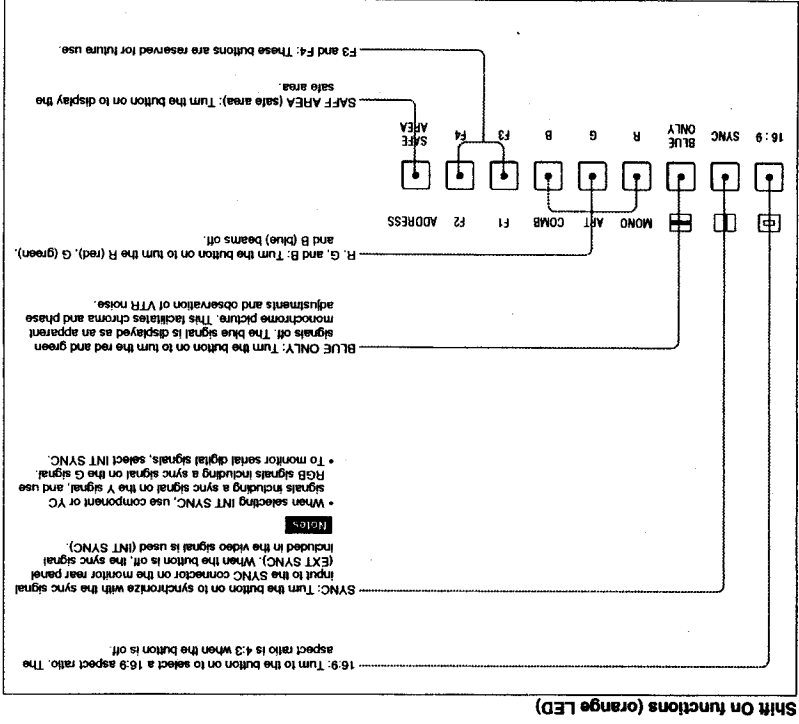 Shift On functions (orange LED)
16:9: Turn to the button on to select a 16:9 aspect ratio. The
aspect ratio is 4:3 when the button is off.
SYNC: Turn the button on to synchronize with the sync signal
input to the SYNC connector on the monitor rear panel
(EXT SYNC). When the button is off, the sync signal
included in the video signal is used (INT SYNC).
Notes
• When selecting INT SYNC, use component or YC
signals including a sync signal on the Y signal, and use
RGB signals including a sync signal on the G signal.
• To monitor serial digital signals, select INT SYNC.
BLUE ONLY: Turn the button on to turn the red and green
signals off. The blue signal is displayed as an apparent
monochrome picture. This facilitates chroma and phase
adjustments and observation of VTR noise.
R, G, and B: Turn the button on to turn the R (red), G (green),
and B (blue) beams off.
MONO APT COMB F1 F2 ADDRESS
16:9 SYNC BLUE ONLY R G B F3 F4 SAFE AREA
SAFF AREA (safe area): Turn the button on to display the
safe area.
F3 and F4: These buttons are reserved for future use.